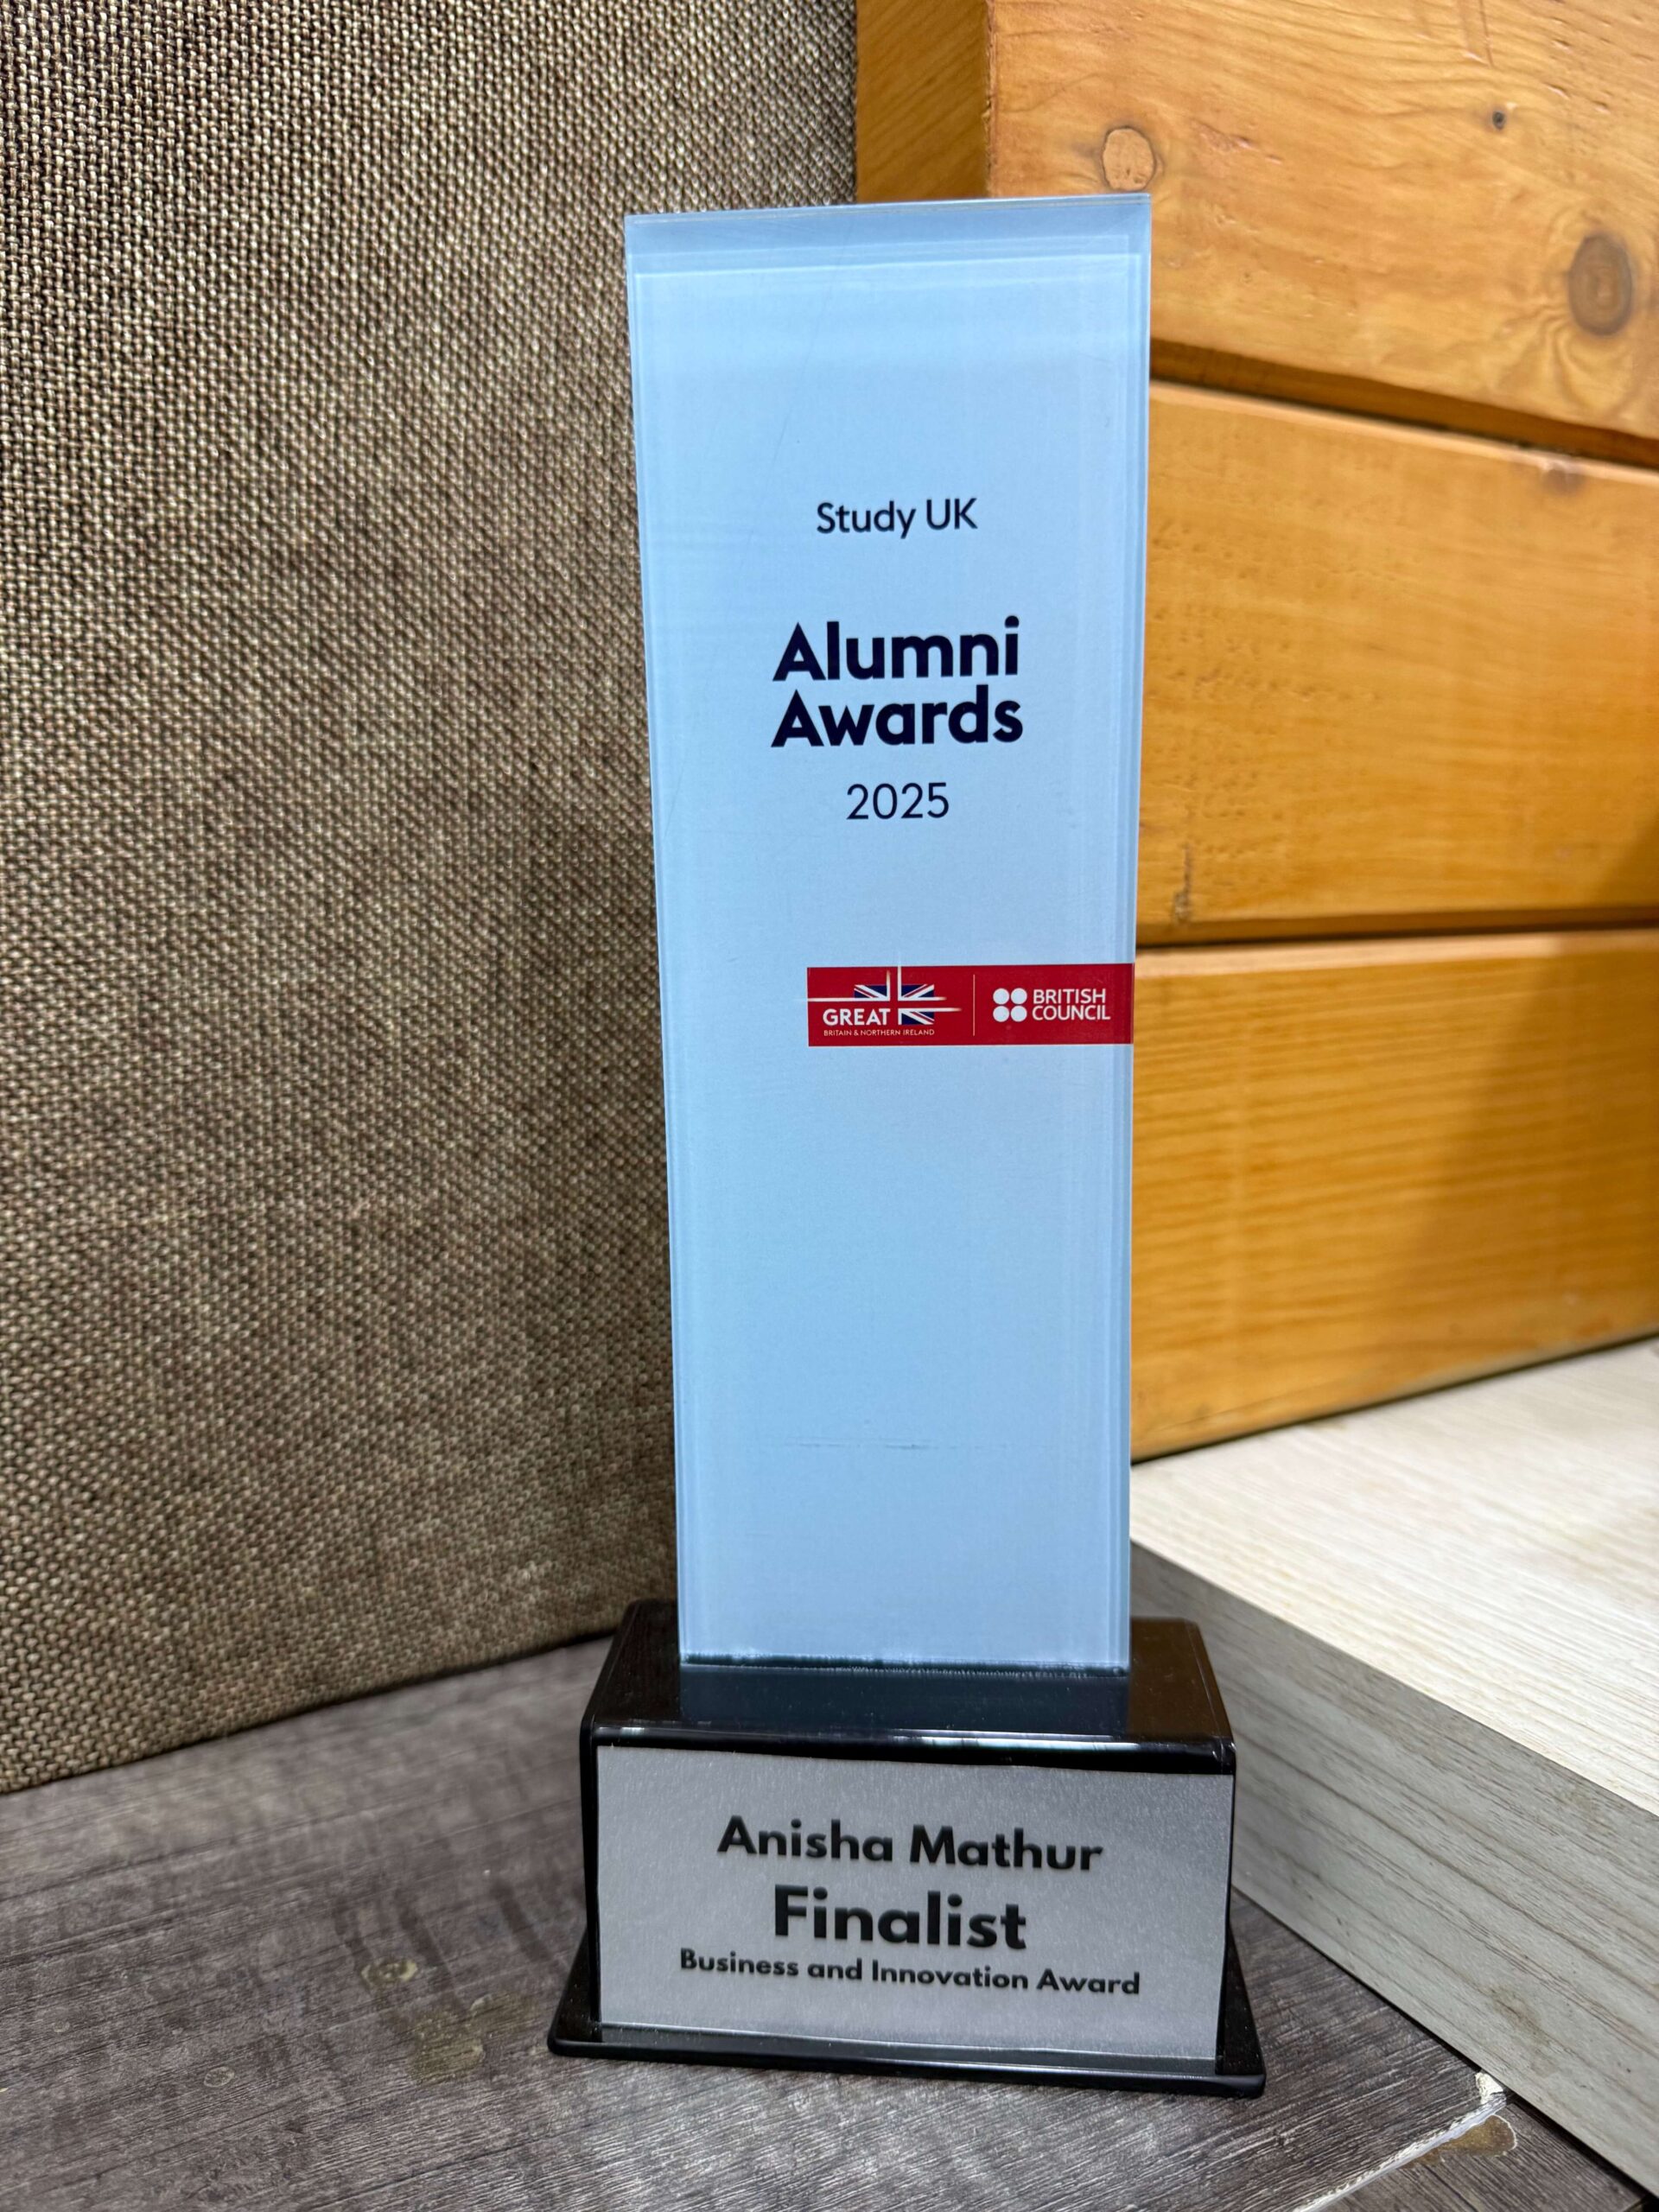 Study UK
Alumni
Awards
2025
GREAT
BRITAIN & NORTHERN IRELAND
BRITISH
COUNCIL
Anisha Mathur
Finalist
Business and Innovation Award